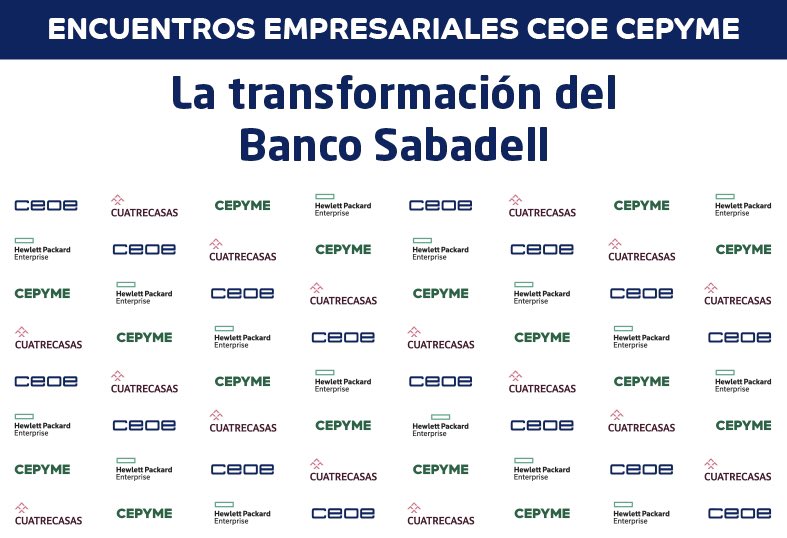 ENCUENTROS EMPRESARIALES CEOE CEPYME
La transformación del
Banco Sabadell
ceoe CUATRECASAS CEPYME Hewlett Packard Enterprise ceoe CUATRECASAS CEPYME Hewlett Packard Enterprise
Hewlett Packard Enterprise ceoe CUATRECASAS CEPYME Hewlett Packard Enterprise ceoe CUATRECASAS CEPYME
CEPYME Hewlett Packard Enterprise ceoe CUATRECASAS CEPYME Hewlett Packard Enterprise ceoe CUATRECASAS
CUATRECASAS CEPYME Hewlett Packard Enterprise ceoe CUATRECASAS CEPYME Hewlett Packard Enterprise ceoe
ceoe CUATRECASAS CEPYME Hewlett Packard Enterprise ceoe CUATRECASAS CEPYME Hewlett Packard Enterprise
Hewlett Packard Enterprise ceoe CUATRECASAS CEPYME Hewlett Packard Enterprise ceoe CUATRECASAS CEPYME
CEPYME Hewlett Packard Enterprise ceoe CUATRECASAS CEPYME Hewlett Packard Enterprise ceoe CUATRECASAS
CUATRECASAS CEPYME Hewlett Packard Enterprise ceoe CUATRECASAS CEPYME Hewlett Packard Enterprise ceoe